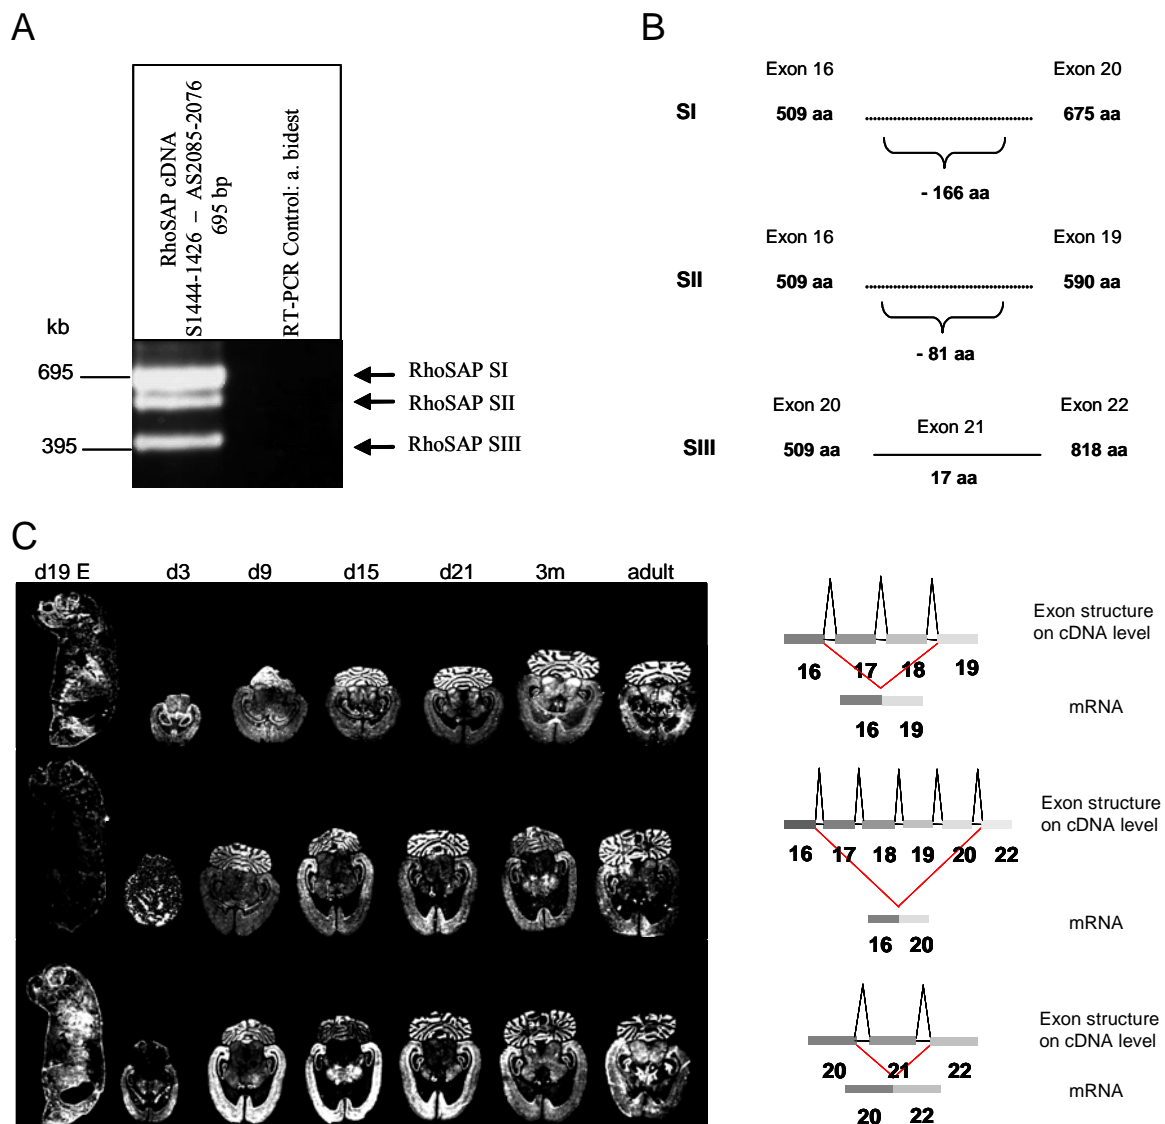 A
RhoSAP cDNA
S1444-1426 – AS2085-2076
695 bp
RT-PCR Control: a. bidest
kb
695
395
RhoSAP SI
RhoSAP SII
RhoSAP SIII
B
Exon 16
Exon 20
SI
509 aa
675 aa
- 166 aa
Exon 16
Exon 19
SII
509 aa
590 aa
- 81 aa
Exon 20
Exon 21
Exon 22
SIII
509 aa
818 aa
17 aa
C
d19 E
d3
d9
d15
d21
3m
adult
Exon structure
on cDNA level
16
17
18
19
mRNA
16
19
Exon structure
on cDNA level
16
17
18
19
20
22
mRNA
16
20
Exon structure
on cDNA level
20
21
22
mRNA
20
22